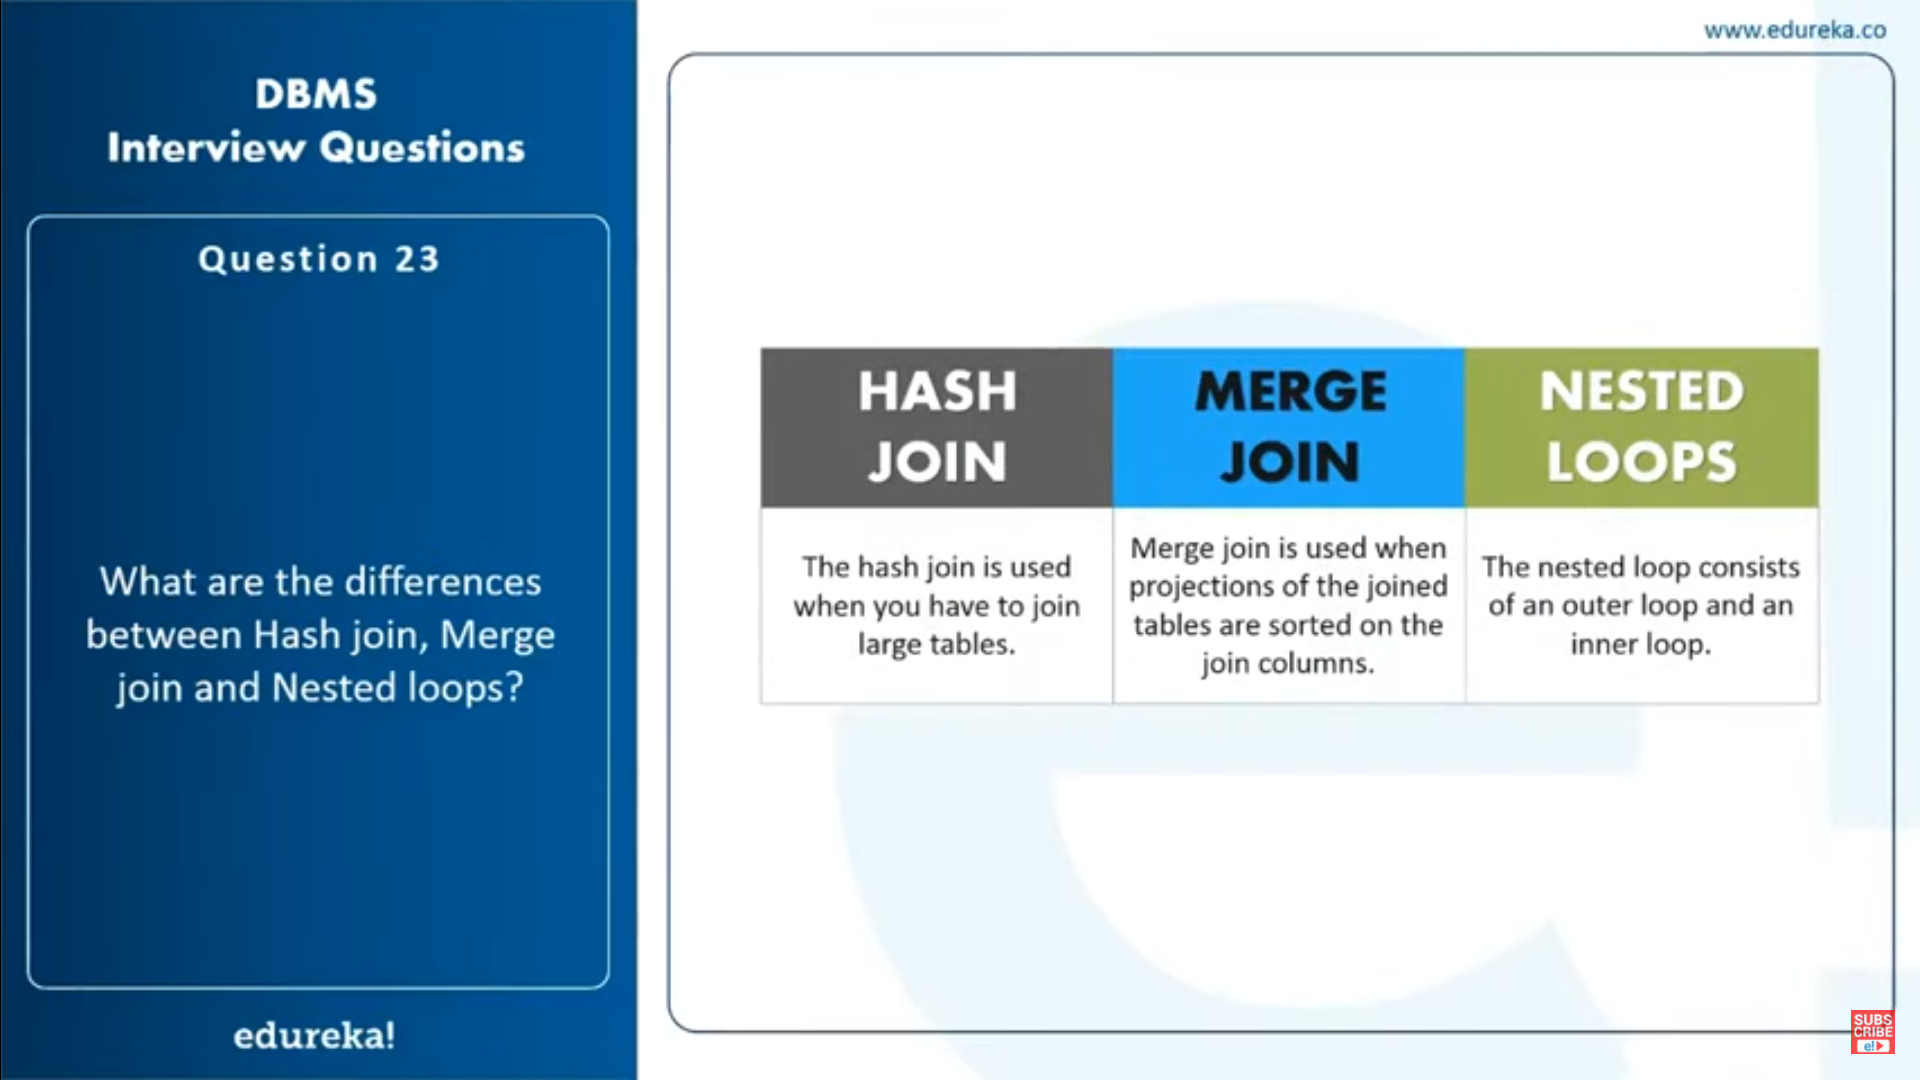 www.edureka.co
DBMS
Interview Questions
Question 23
What are the differences
between Hash join, Merge
join and Nested loops?
edureka!
HASH
JOIN
The hash join is used
when you have to join
large tables.
MERGE
JOIN
Merge join is used when
projections of the joined
tables are sorted on the
join columns.
NESTED
LOOPS
The nested loop consists
of an outer loop and an
inner loop.
SUBS
CRIBE
e!